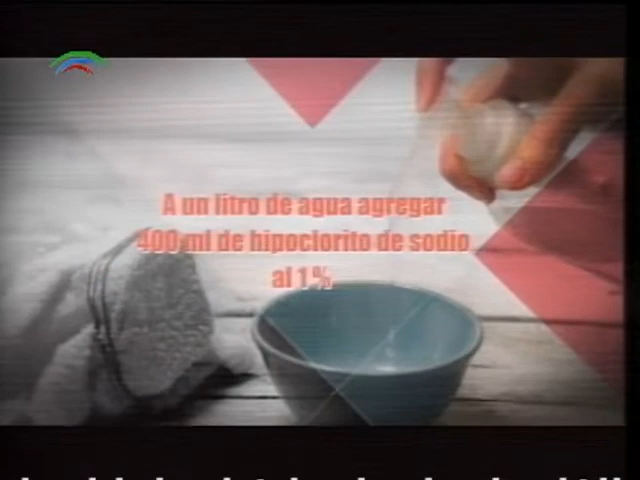 A un litro de agua agregar
400 ml de hipoclorito de sodio
al 1%